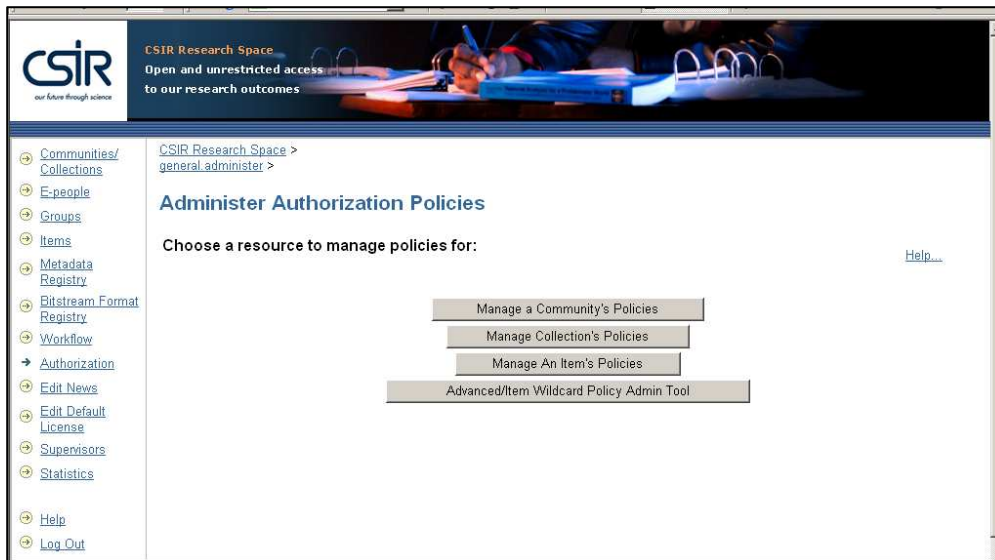 CSIR
our future through science
CSIR Research Space
Open and unrestricted access
to our research outcomes
Communities/
Collections
E-people
Groups
Items
Metadata
Registry
Bitstream Format
Registry
Workflow
Authorization
Edit News
Edit Default
License
Supervisors
Statistics
Help
Log Out
CSIR Research Space >
general.administer >
Administer Authorization Policies
Choose a resource to manage policies for:
Help...
Manage a Community's Policies
Manage Collection's Policies
Manage An Item's Policies
Advanced/Item Wildcard Policy Admin Tool